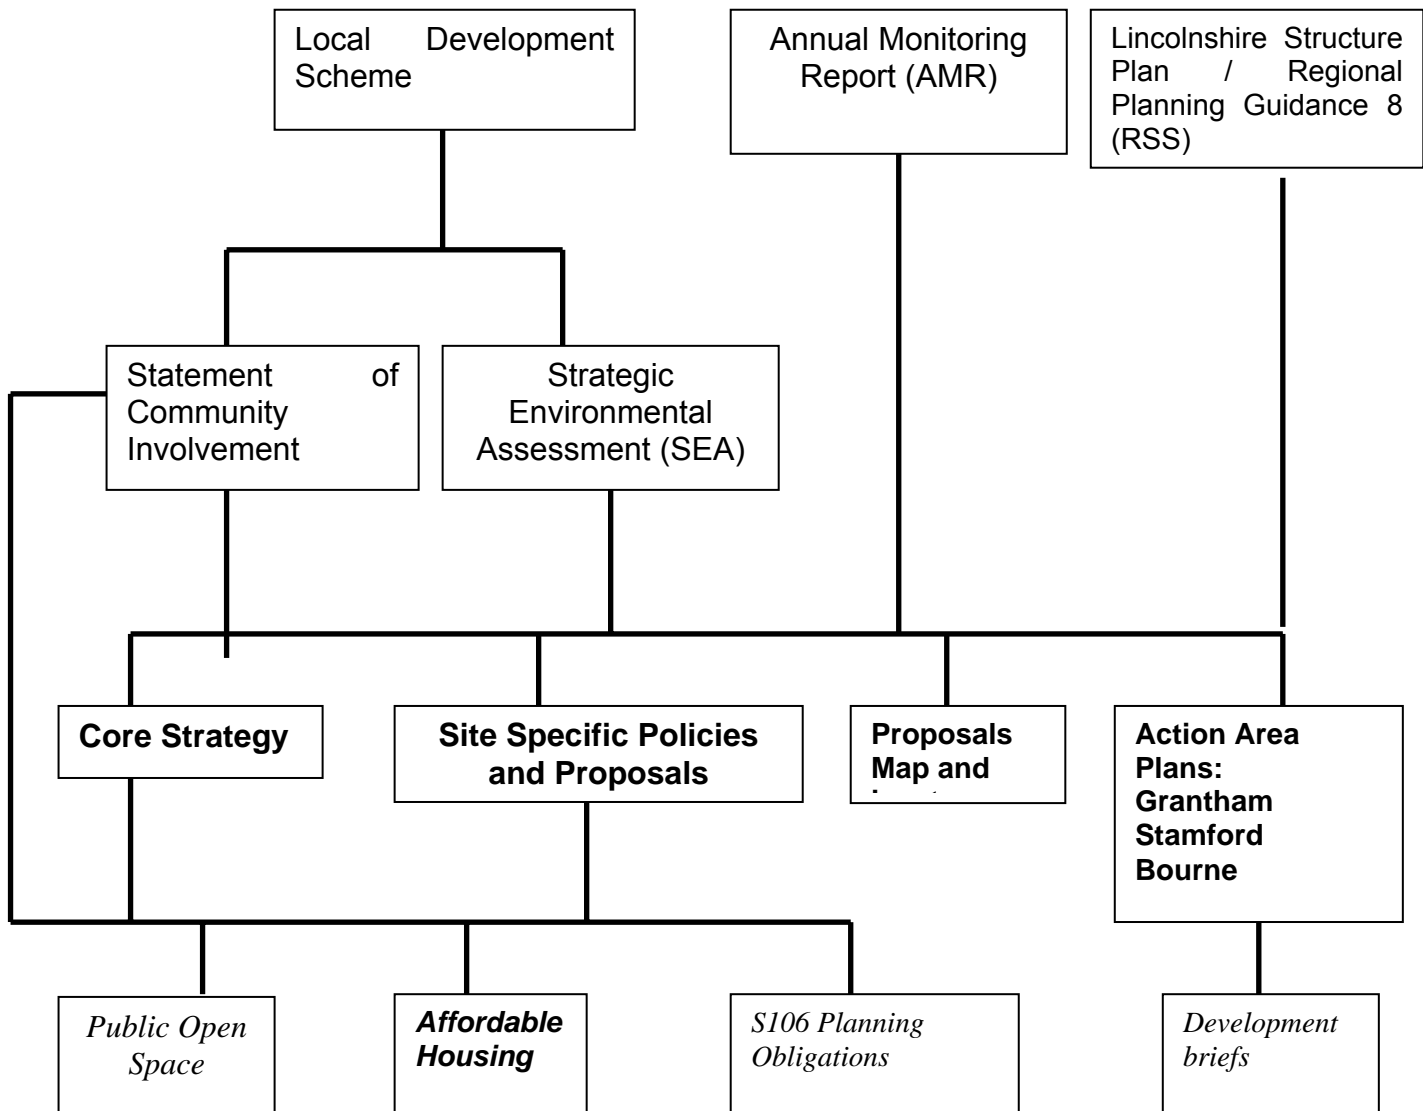 Local Development
Scheme
Annual Monitoring
Report (AMR)
Lincolnshire Structure
Plan / Regional
Planning Guidance 8
(RSS)
Statement of
Community
Involvement
Strategic
Environmental
Assessment (SEA)
Core Strategy
Site Specific Policies
and Proposals
Proposals
Map and
Action Area
Plans:
Grantham
Stamford
Bourne
Public Open
Space
Affordable
Housing
S106 Planning
Obligations
Development
briefs